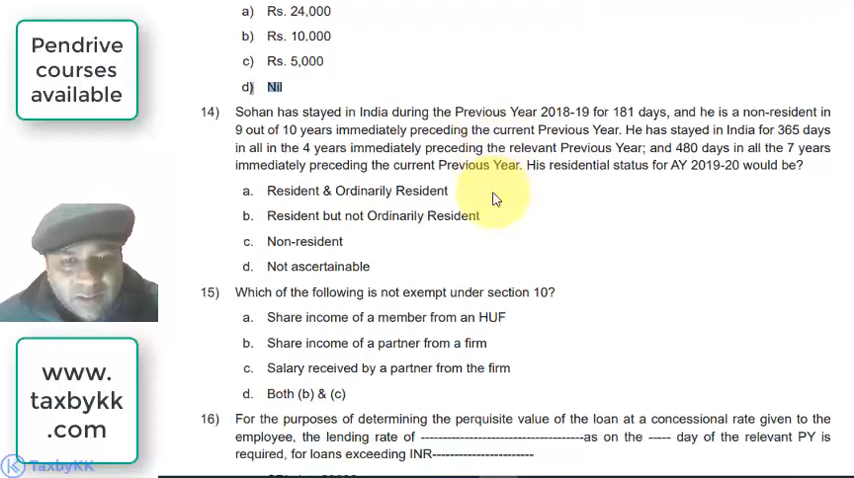 Pendrive
courses
available
www.
taxbykk
.com
TaxbyKK
a) Rs. 24,000
b) Rs. 10,000
c) Rs. 5,000
d) Nil
14) Sohan has stayed in India during the Previous Year 2018-19 for 181 days, and he is a non-resident in
9 out of 10 years immediately preceding the current Previous Year. He has stayed in India for 365 days
in all in the 4 years immediately preceding the relevant Previous Year; and 480 days in all the 7 years
immediately preceding the current Previous Year. His residential status for AY 2019-20 would be?
a. Resident & Ordinarily Resident
b. Resident but not Ordinarily Resident
c. Non-resident
d. Not ascertainable
15) Which of the following is not exempt under section 10?
a. Share income of a member from an HUF
b. Share income of a partner from a firm
c. Salary received by a partner from the firm
d. Both (b) & (c)
16) For the purposes of determining the perquisite value of the loan at a concessional rate given to the
employee, the lending rate of -------------------------------------as on the ----- day of the relevant PY is
required, for loans exceeding INR-----------------------